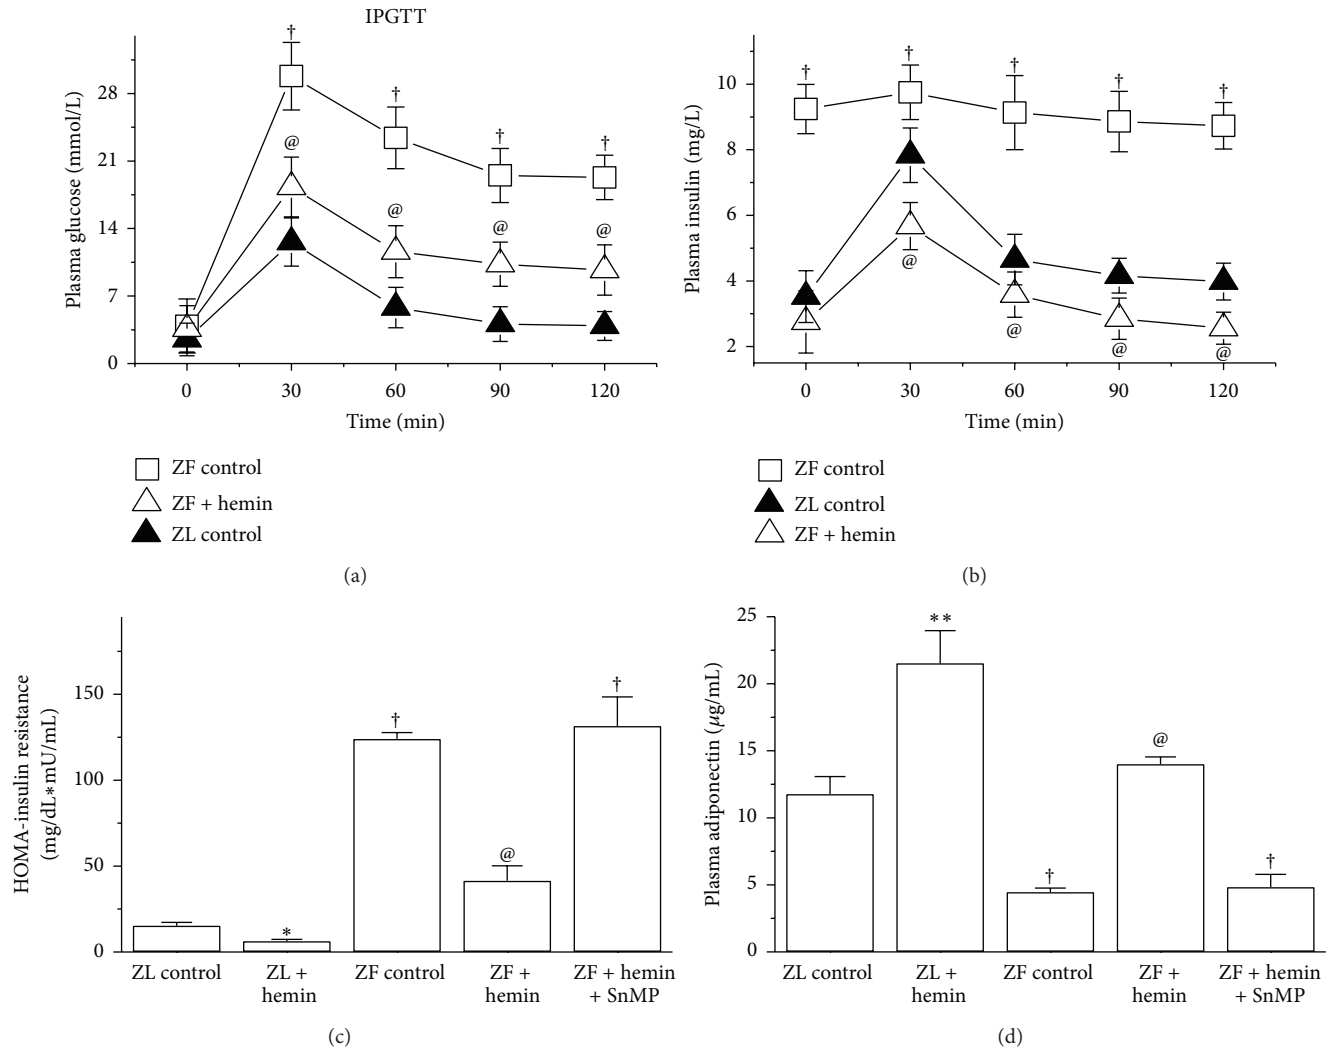 IPGTT
Plasma glucose (mmol/L)
28
21
14
7
0
† † † †
@ @ @ @
0 30 60 90 120
Time (min)
ZF control
ZF + hemin
ZL control
(a)
Plasma insulin (mg/L)
10
8
6
4
2
† † † † †
@ @ @ @
0 30 60 90 120
Time (min)
ZF control
ZL control
ZF + hemin
(b)
HOMA-insulin resistance
(mg/dL∗mU/mL)
150
100
50
0
∗ † @ †
ZL control ZL + ZF control ZF + ZF + hemin
hemin hemin + SnMP
(c)
Plasma adiponectin (μg/mL)
25
20
15
10
5
0
∗∗ † @ †
ZL control ZL + ZF control ZF + ZF + hemin
hemin hemin + SnMP
(d)